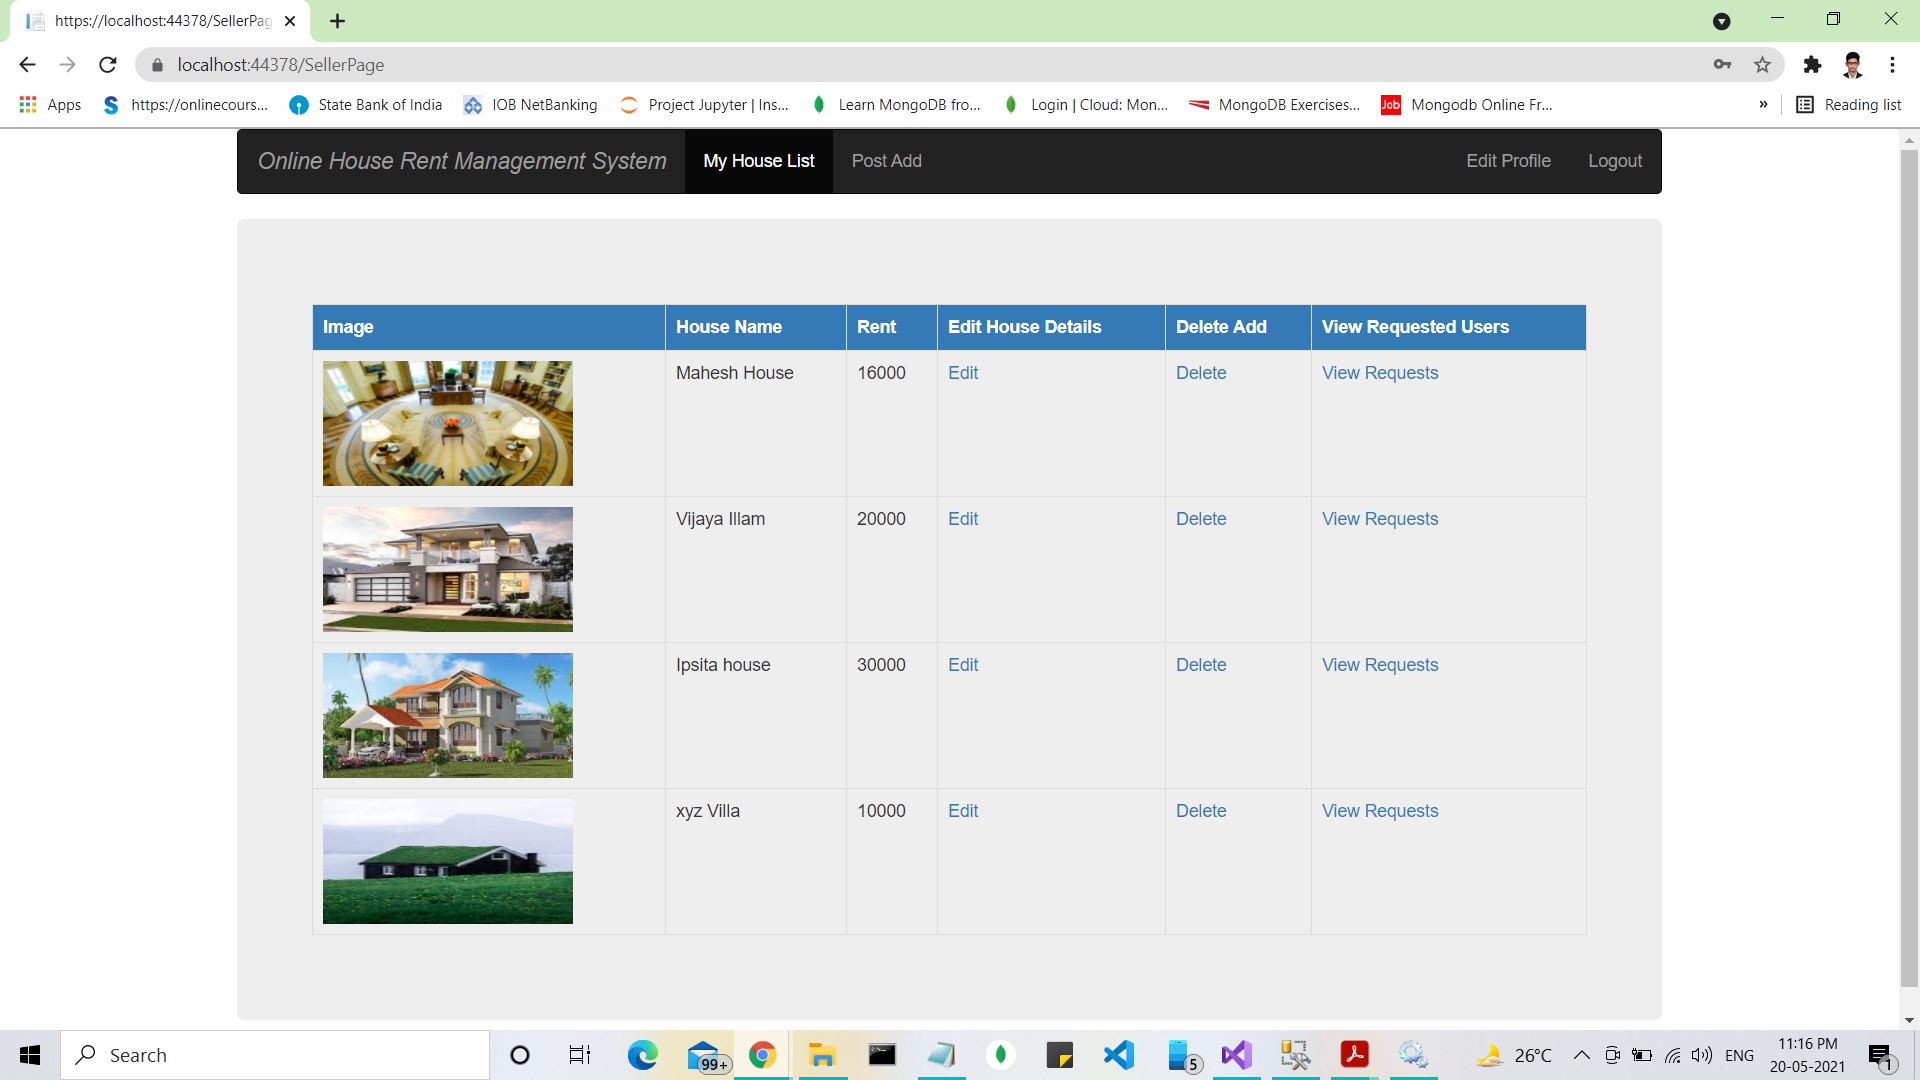 https://localhost:44378/SellerPag
localhost:44378/SellerPage
Apps https://onlinecours... State Bank of India IOB NetBanking Project Jupyter | Ins... Learn MongoDB fro... Login | Cloud: Mon... MongoDB Exercises... Job Mongodb Online Fr... » Reading list
Online House Rent Management System My House List Post Add Edit Profile Logout
Image House Name Rent Edit House Details Delete Add View Requested Users
Mahesh House 16000 Edit Delete View Requests
Vijaya Illam 20000 Edit Delete View Requests
Ipsita house 30000 Edit Delete View Requests
xyz Villa 10000 Edit Delete View Requests
Search 99+ 5 26°C ENG 11:16 PM 1
20-05-2021